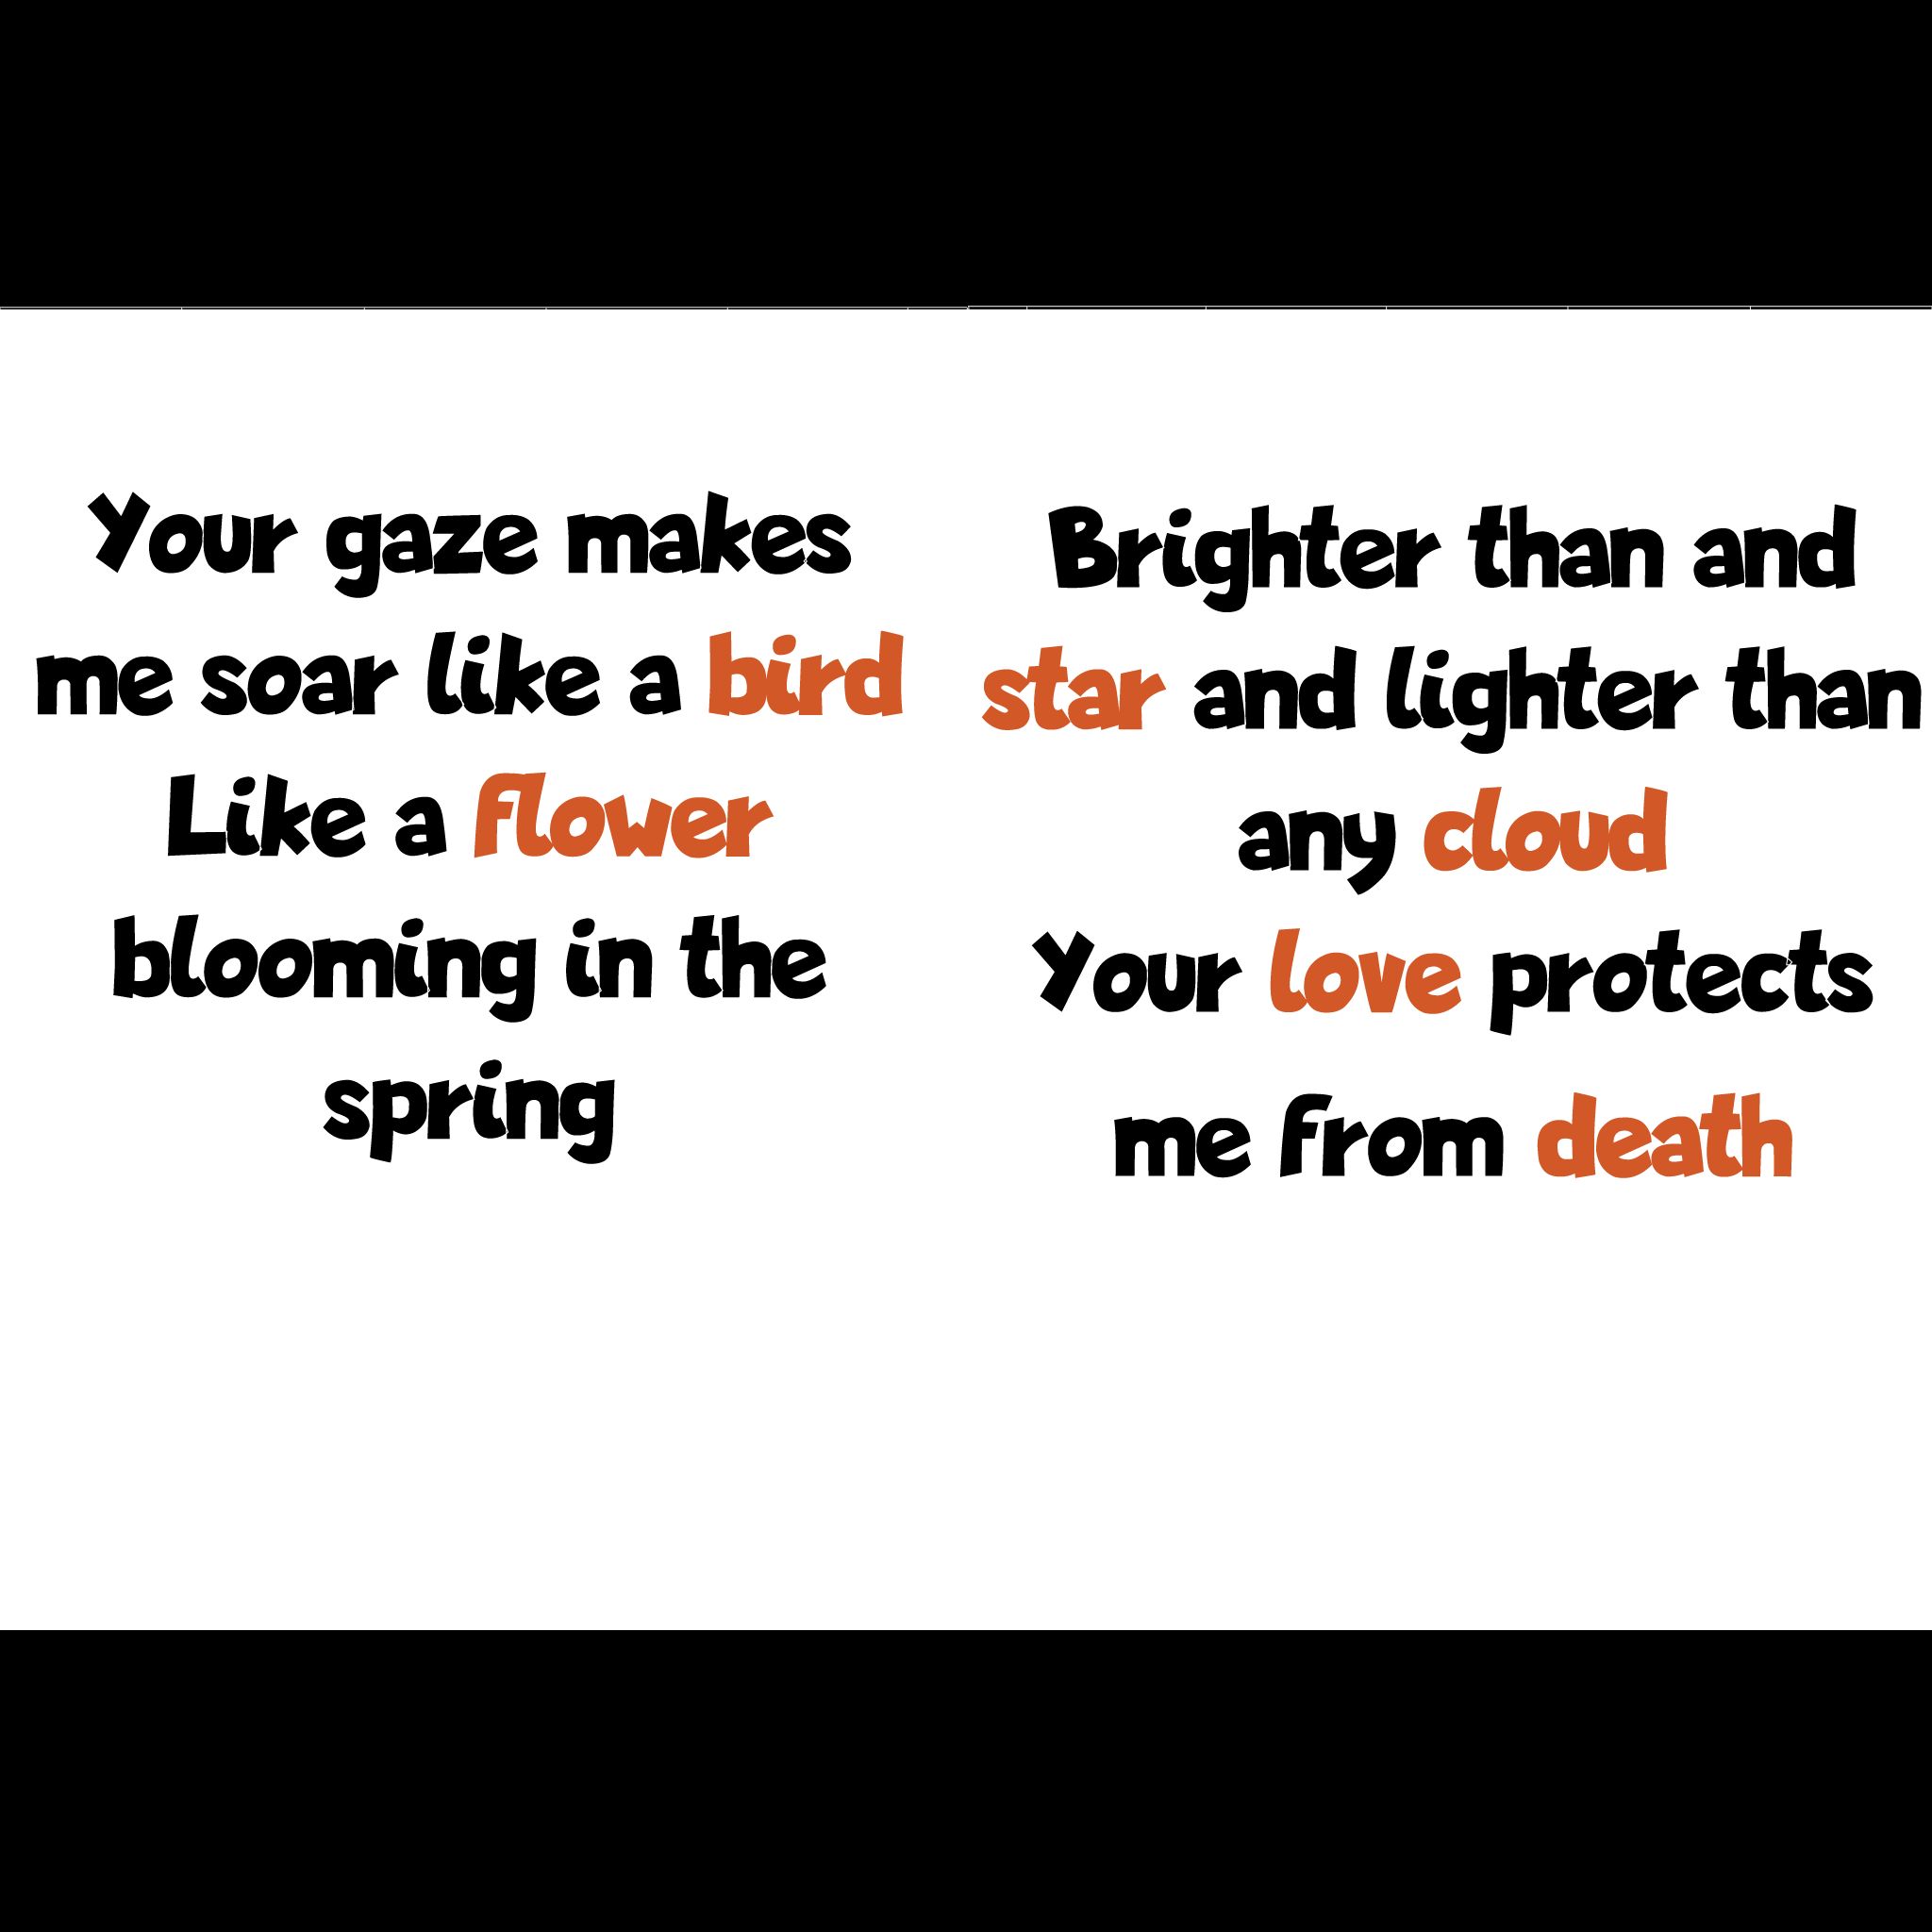 Your gaze makes
me soar like a bird
Like a flower
blooming in the
spring
Brighter than and
star and lighter than
any cloud
Your love protects
me from death